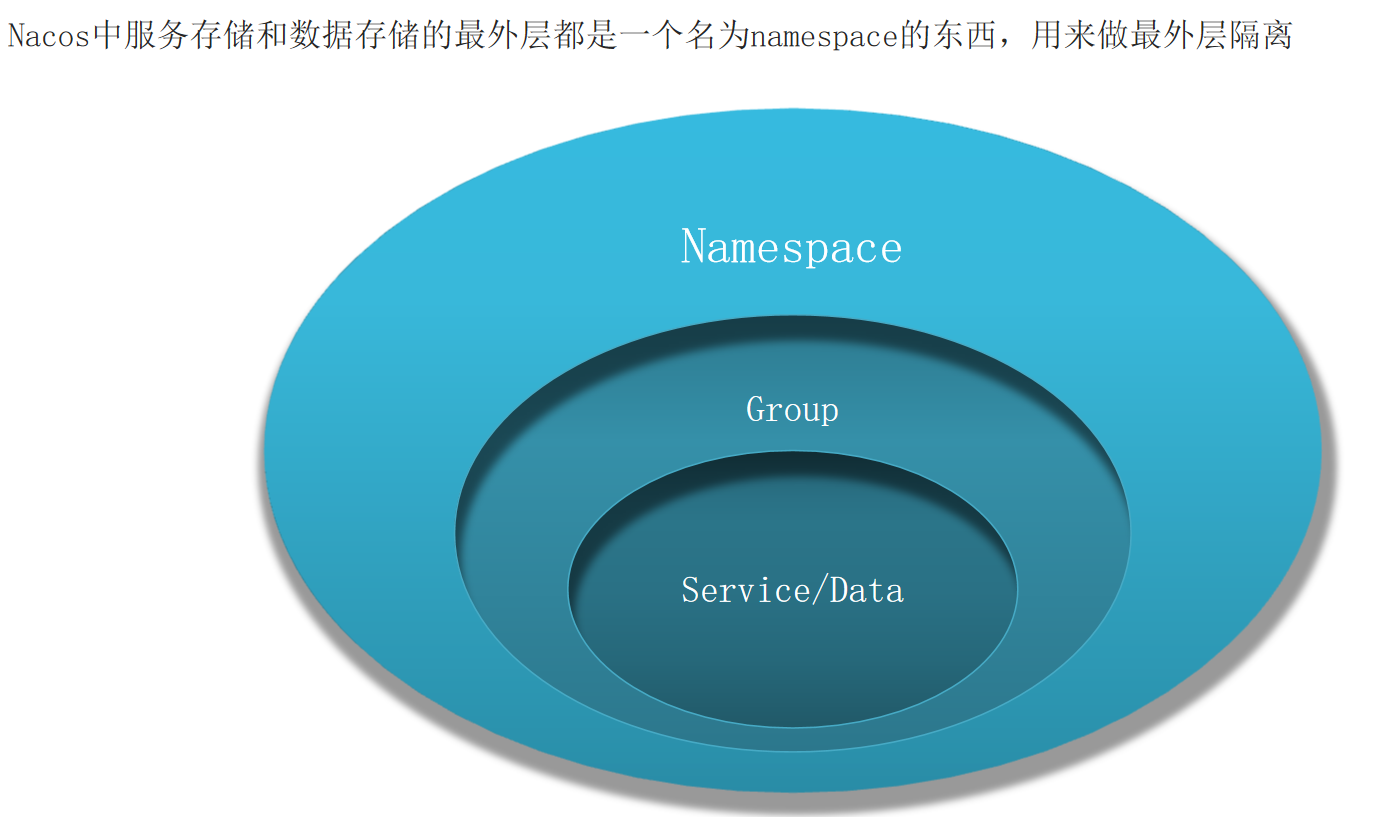 Nacos中服务存储和数据存储的最外层都是一个名为namespace的东西，用来做最外层隔离
Namespace
Group
Service/Data